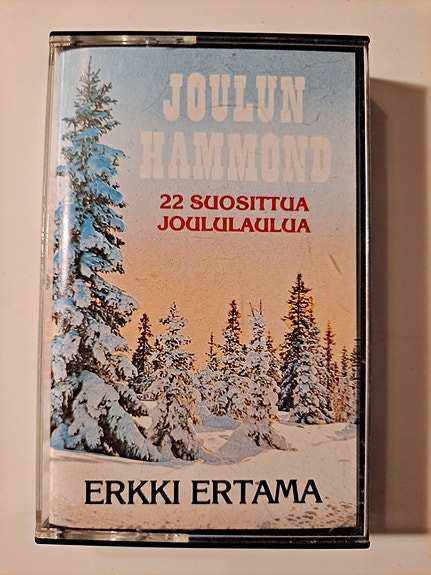 JOULUN
HAMMOND
22 SUOSITTUA
JOULULAULUA
ERKKI ERTAMA